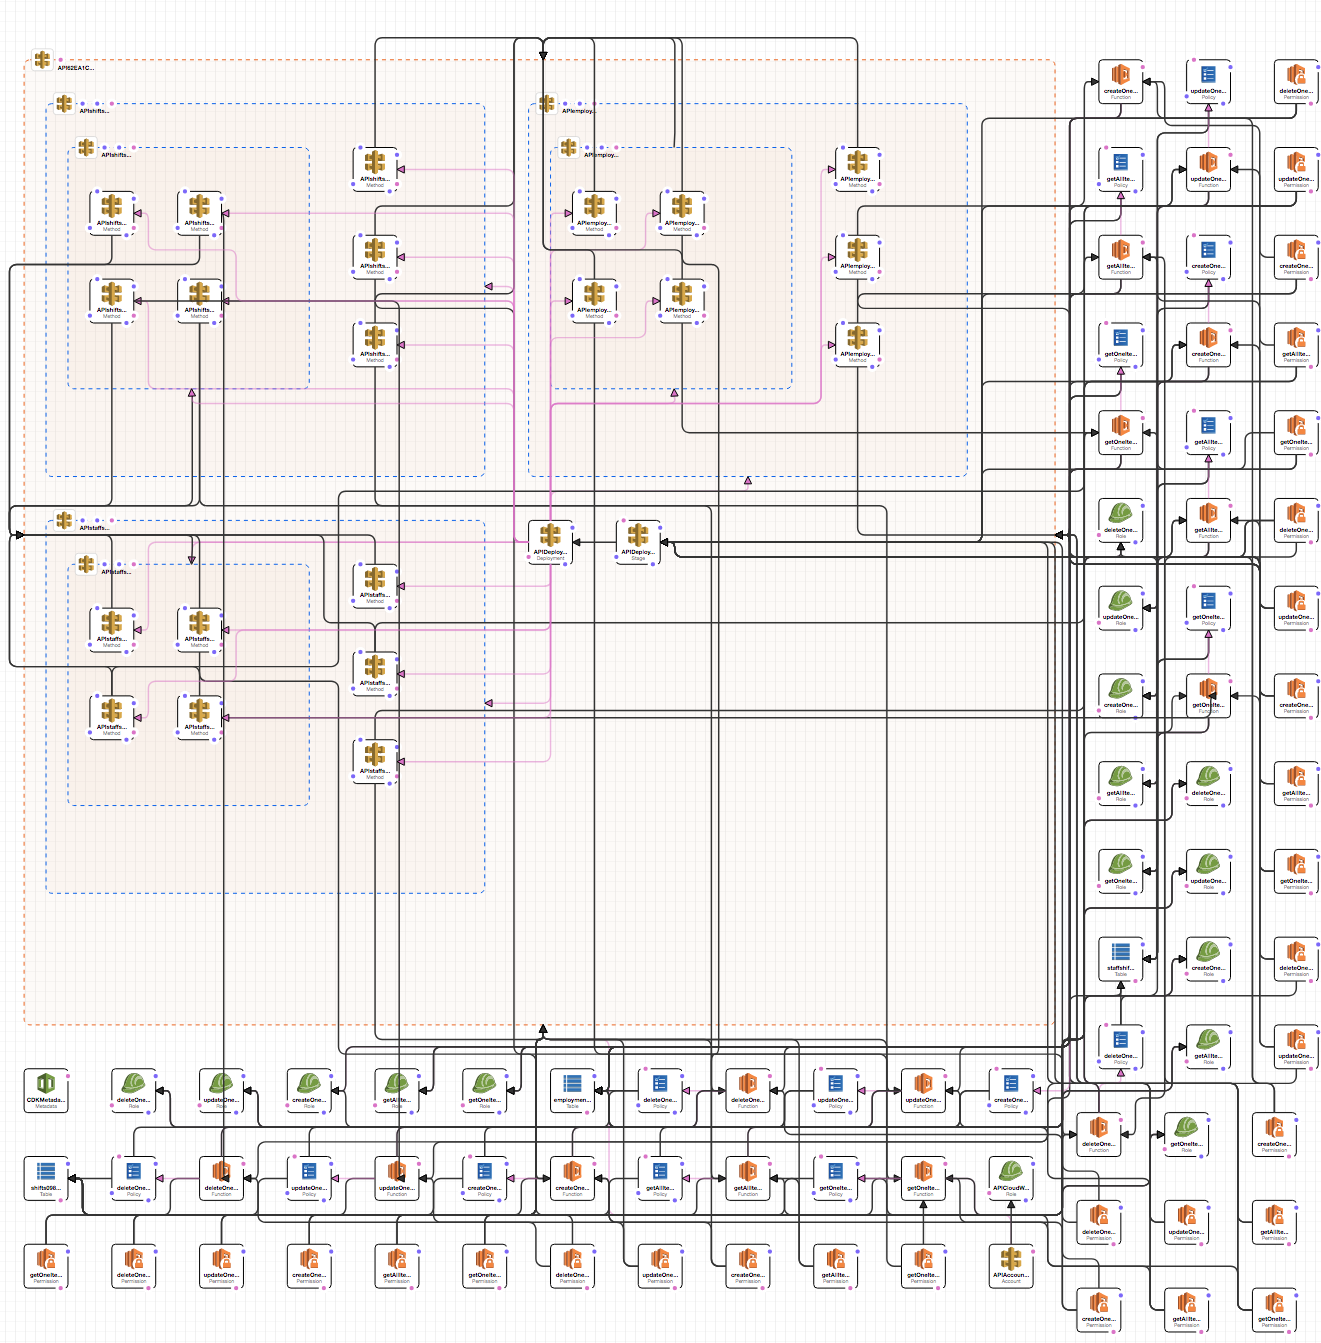 API62EA1C...
APIshifts...
APIemploy...
createOne...
Function
updateOne...
Policy
deleteOne...
Permission
APIshifts...
APIshifts...
Method
APIemploy...
APIemploy...
Method
getAllIte...
Policy
updateOne...
Function
updateOne...
Permission
APIshifts...
Method
APIshifts...
Method
APIemploy...
Method
APIemploy...
Method
APIshifts...
Method
APIemploy...
Method
getAllIte...
Function
createOne...
Policy
createOne...
Permission
APIshifts...
Method
APIshifts...
Method
APIemploy...
Method
APIemploy...
Method
APIshifts...
Method
APIemploy...
Method
getOneIte...
Policy
createOne...
Function
getAllIte...
Permission
getOneIte...
Function
getAllIte...
Policy
getOneIte...
Permission
APIstaffs...
APIDeploy...
Deployment
APIDeploy...
Stage
deleteOne...
Role
getAllIte...
Function
deleteOne...
Permission
APIstaffs...
APIstaffs...
Method
updateOne...
Role
getOneIte...
Policy
updateOne...
Permission
APIstaffs...
Method
APIstaffs...
Method
APIstaffs...
Method
createOne...
Role
getOneIte...
Function
createOne...
Permission
APIstaffs...
Method
APIstaffs...
Method
APIstaffs...
Method
getAllIte...
Role
deleteOne...
Role
getAllIte...
Permission
getOneIte...
Role
updateOne...
Role
getOneIte...
Permission
staffshif...
Table
createOne...
Role
deleteOne...
Permission
deleteOne...
Policy
getAllIte...
Role
updateOne...
Permission
CDKMetada...
Metadata
deleteOne...
Role
updateOne...
Role
createOne...
Role
getAllIte...
Role
getOneIte...
Role
employmen...
Table
deleteOne...
Policy
deleteOne...
Function
updateOne...
Policy
updateOne...
Function
createOne...
Policy
deleteOne...
Function
getOneIte...
Role
createOne...
Permission
shifts098...
Table
deleteOne...
Policy
deleteOne...
Function
updateOne...
Policy
updateOne...
Function
createOne...
Policy
createOne...
Function
getAllIte...
Policy
getAllIte...
Function
getOneIte...
Policy
getOneIte...
Function
APICloudW...
Role
deleteOne...
Permission
updateOne...
Permission
getAllIte...
Permission
getOneIte...
Permission
deleteOne...
Permission
updateOne...
Permission
createOne...
Permission
getAllIte...
Permission
getOneIte...
Permission
deleteOne...
Permission
updateOne...
Permission
createOne...
Permission
getAllIte...
Permission
getOneIte...
Permission
APIAccoun...
Account
createOne...
Permission
getAllIte...
Permission
getOneIte...
Permission